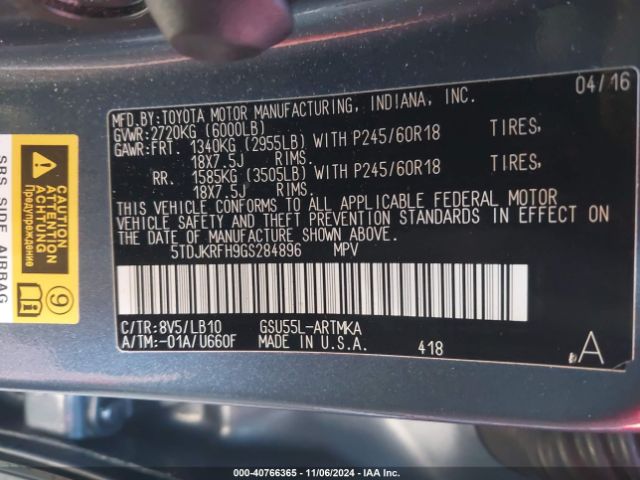 04/16
MFD.BY:TOYOTA MOTOR MANUFACTURING, INDIANA, INC.
GVWR:2720KG (6000LB)
GAWR:FRT. 1340KG (2955LB) WITH P245/60R18 TIRES,
18X7.5J RIMS.
RR. 1585KG (3505LB) WITH P245/60R18 TIRES,
18X7.5J RIMS.
THIS VEHICLE CONFORMS TO ALL APPLICABLE FEDERAL MOTOR
VEHICLE SAFETY AND THEFT PREVENTION STANDARDS IN EFFECT ON
THE DATE OF MANUFACTURE SHOWN ABOVE.
5TDJKRFH9GS284896 MPV
C/TR: 8V5/LB10 GSU55L-ARTMKA
A/TM:-01A/U660F MADE IN U.S.A. 418
A
SRS SIDE AIRBAG
CAUTION
ATTENTION
ACHTUNG
Предупреждение
9
000-40766365 - 11/06/2024 - IAA Inc.